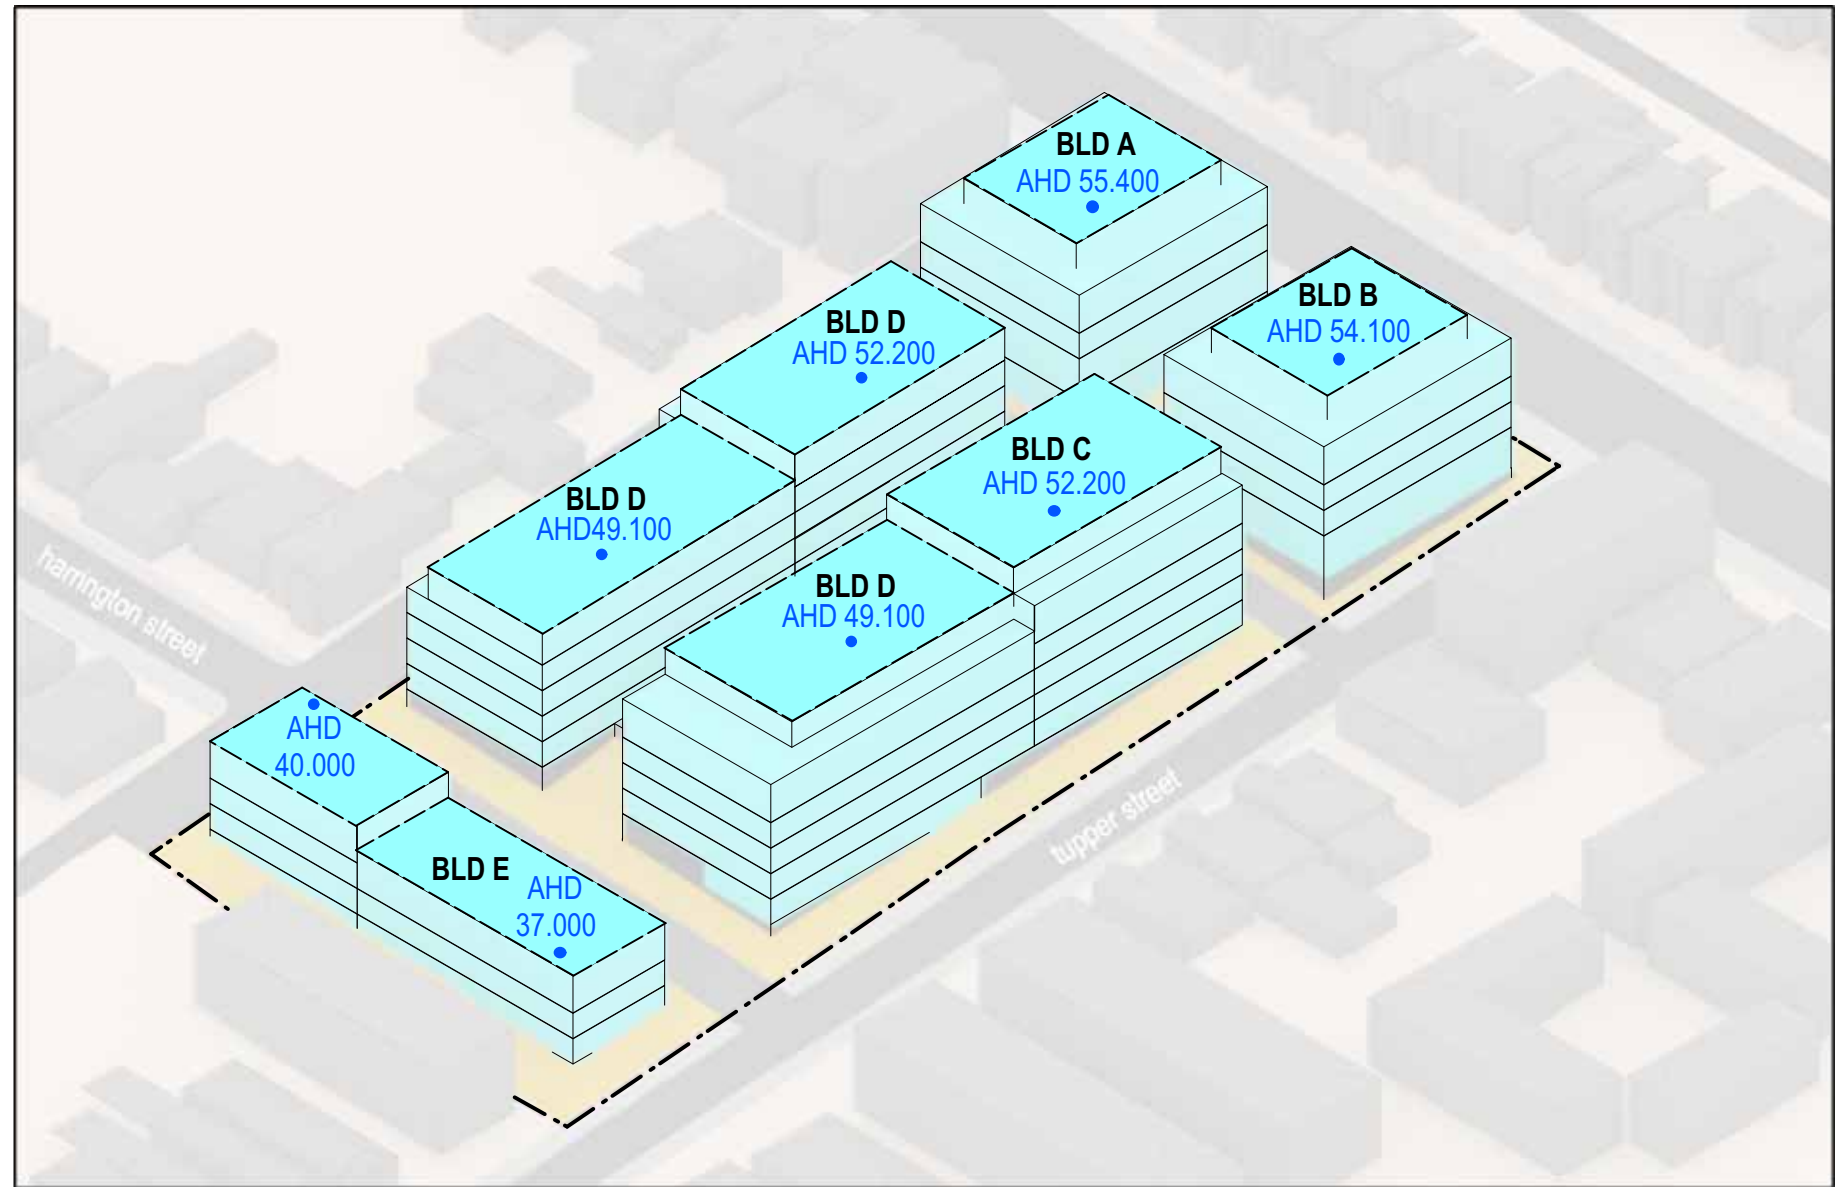 BLD A
AHD 55.400
BLD B
AHD 54.100
BLD D
AHD 52.200
BLD C
AHD 52.200
BLD D
AHD49.100
BLD D
AHD 49.100
harrington street
AHD
40.000
tupper street
BLD E
AHD
37.000